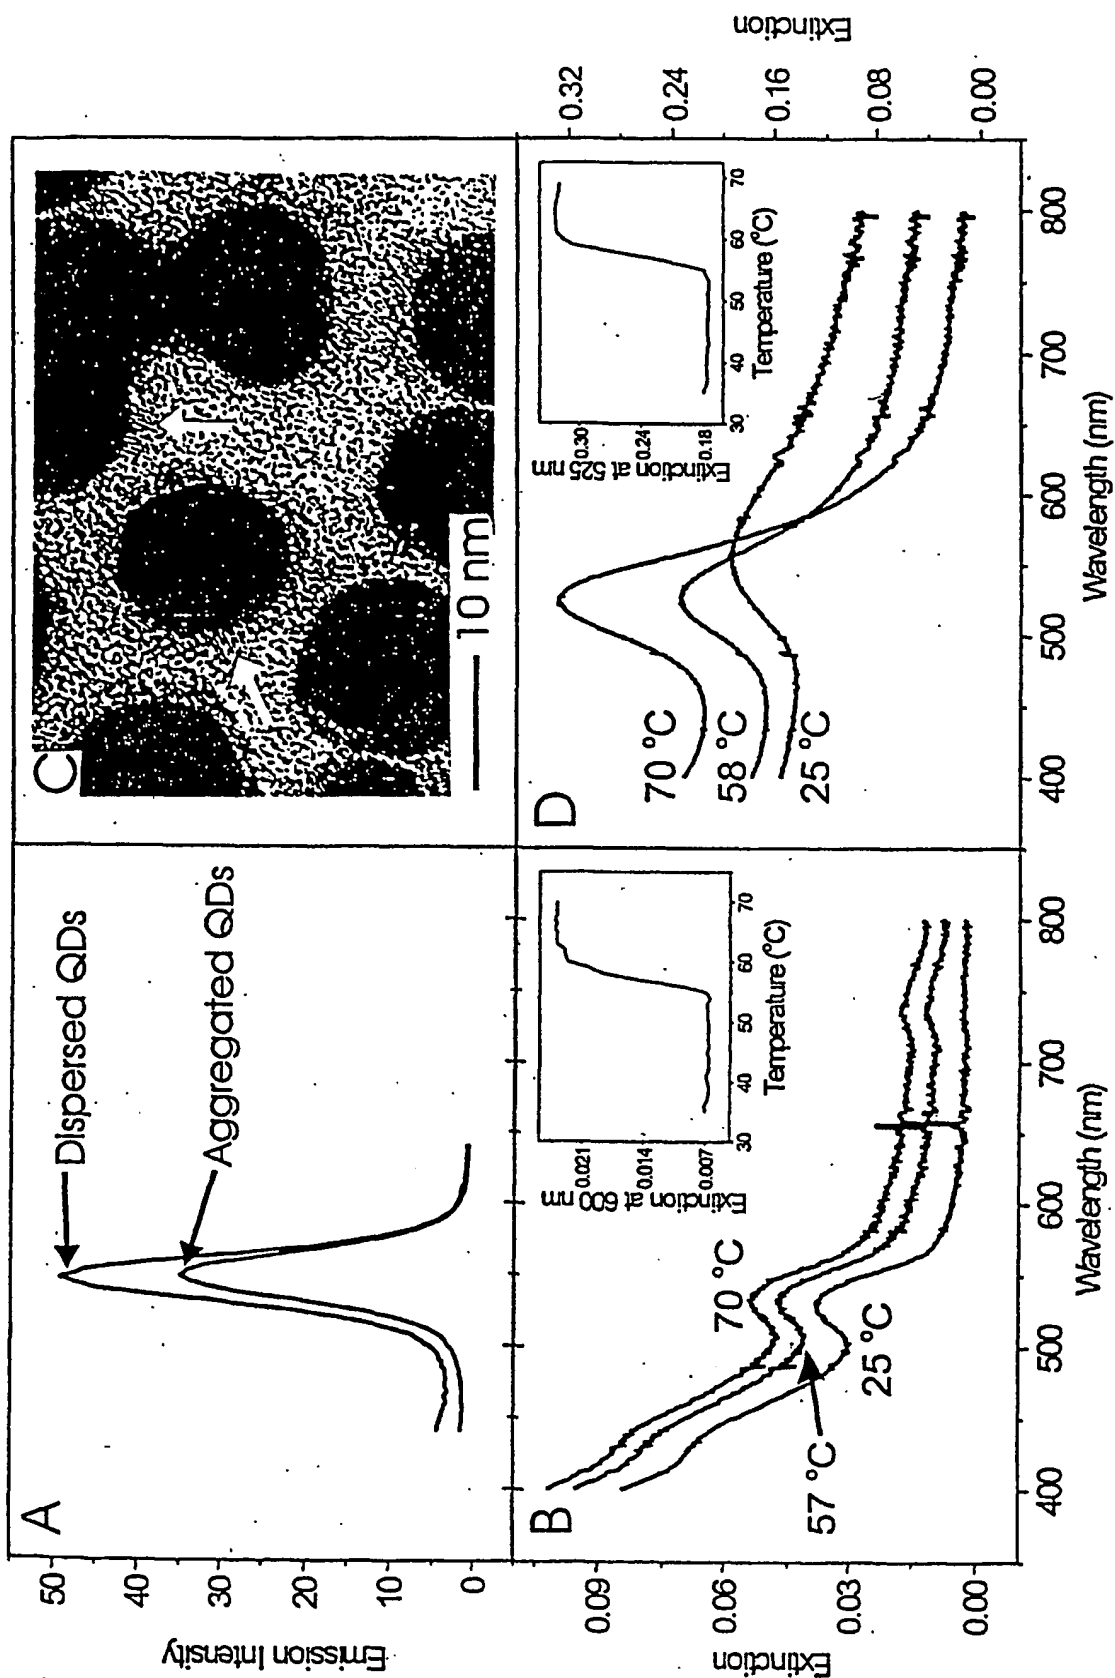 A
Dispersed QDs
Aggregated QDs
50
40
30
20
10
0
Emission Intensity
C
10 nm
B
70 °C
57 °C
25 °C
0.09
0.06
0.03
0.00
Extinction
400
500
600
700
800
Wavelength (nm)
0.021
0.014
0.007
Extinction at 600 nm
30
40
50
60
70
Temperature (°C)
D
70 °C
58 °C
25 °C
0.32
0.24
0.16
0.08
0.00
Extinction
400
500
600
700
800
Wavelength (nm)
0.30
0.24
0.18
Extinction at 525 nm
30
40
50
60
70
Temperature (°C)